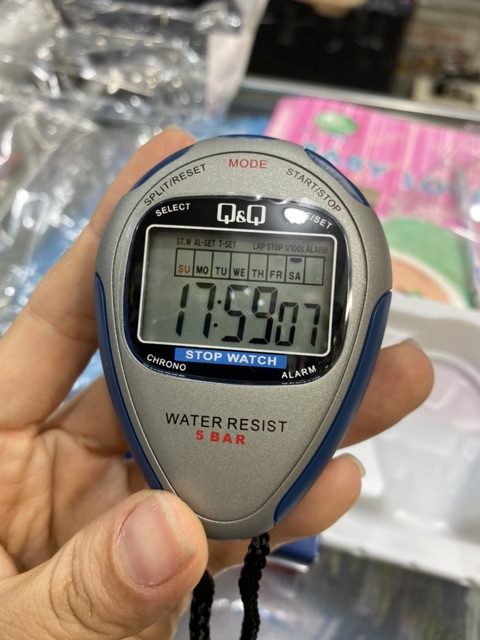 MODE
SPLIT/RESET
START/STOP
SELECT
Q&Q
/SET
ST.W AL-SET T-SET LAP STOP 1/100s ALARM
SU MO TU WE TH FR SA
17:59 07
STOP WATCH
CHRONO
ALARM
WATER RESIST
5 BAR